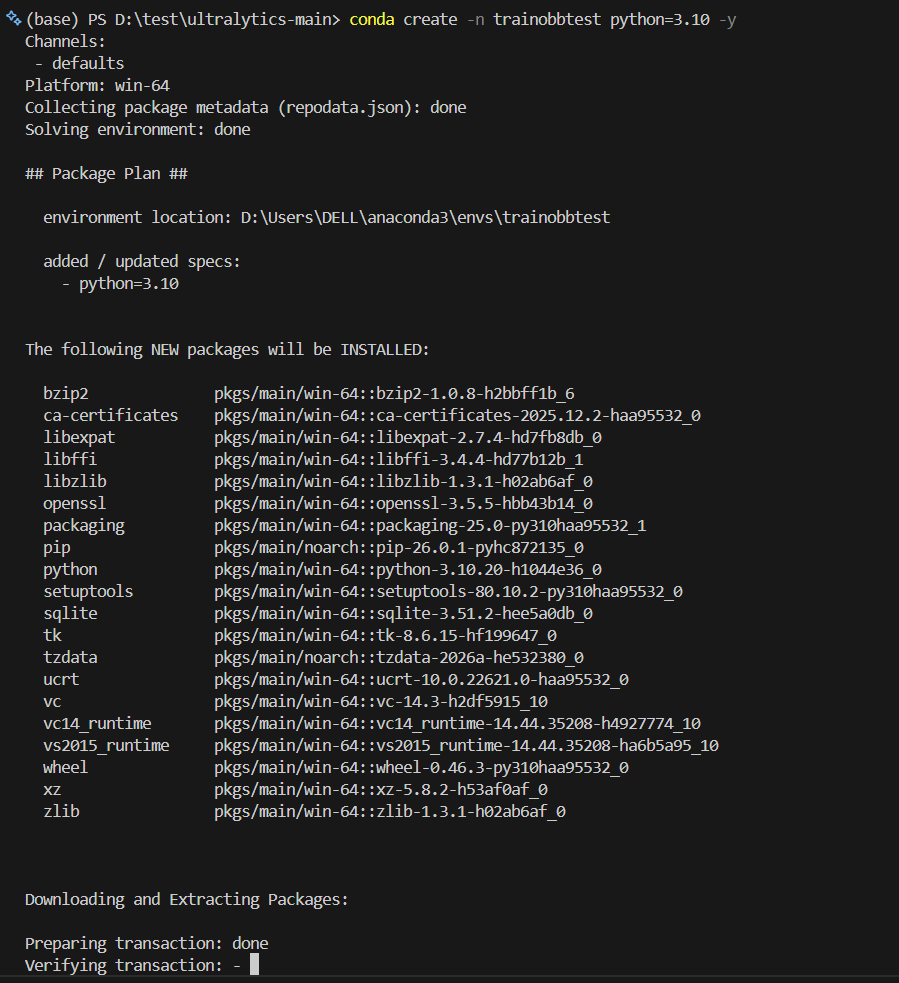 (base) PS D:\test\ultralytics-main> conda create -n trainobbtest python=3.10 -y
Channels:
 - defaults
Platform: win-64
Collecting package metadata (repodata.json): done
Solving environment: done
## Package Plan ##
  environment location: D:\Users\DELL\anaconda3\envs\trainobbtest
  added / updated specs:
    - python=3.10
The following NEW packages will be INSTALLED:
  bzip2              pkgs/main/win-64::bzip2-1.0.8-h2bbff1b_6
  ca-certificates    pkgs/main/win-64::ca-certificates-2025.12.2-haa95532_0
  libexpat           pkgs/main/win-64::libexpat-2.7.4-hd7fb8db_0
  libffi             pkgs/main/win-64::libffi-3.4.4-hd77b12b_1
  libzlib            pkgs/main/win-64::libzlib-1.3.1-h02ab6af_0
  openssl            pkgs/main/win-64::openssl-3.5.5-hbb43b14_0
  packaging          pkgs/main/win-64::packaging-25.0-py310haa95532_1
  pip                pkgs/main/noarch::pip-26.0.1-pyhc872135_0
  python             pkgs/main/win-64::python-3.10.20-h1044e36_0
  setuptools         pkgs/main/win-64::setuptools-80.10.2-py310haa95532_0
  sqlite             pkgs/main/win-64::sqlite-3.51.2-hee5a0db_0
  tk                 pkgs/main/win-64::tk-8.6.15-hf199647_0
  tzdata             pkgs/main/noarch::tzdata-2026a-he532380_0
  ucrt               pkgs/main/win-64::ucrt-10.0.22621.0-haa95532_0
  vc                 pkgs/main/win-64::vc-14.3-h2df5915_10
  vc14_runtime       pkgs/main/win-64::vc14_runtime-14.44.35208-h4927774_10
  vs2015_runtime     pkgs/main/win-64::vs2015_runtime-14.44.35208-ha6b5a95_10
  wheel              pkgs/main/win-64::wheel-0.46.3-py310haa95532_0
  xz                 pkgs/main/win-64::xz-5.8.2-h53af0af_0
  zlib               pkgs/main/win-64::zlib-1.3.1-h02ab6af_0
Downloading and Extracting Packages:
Preparing transaction: done
Verifying transaction: -